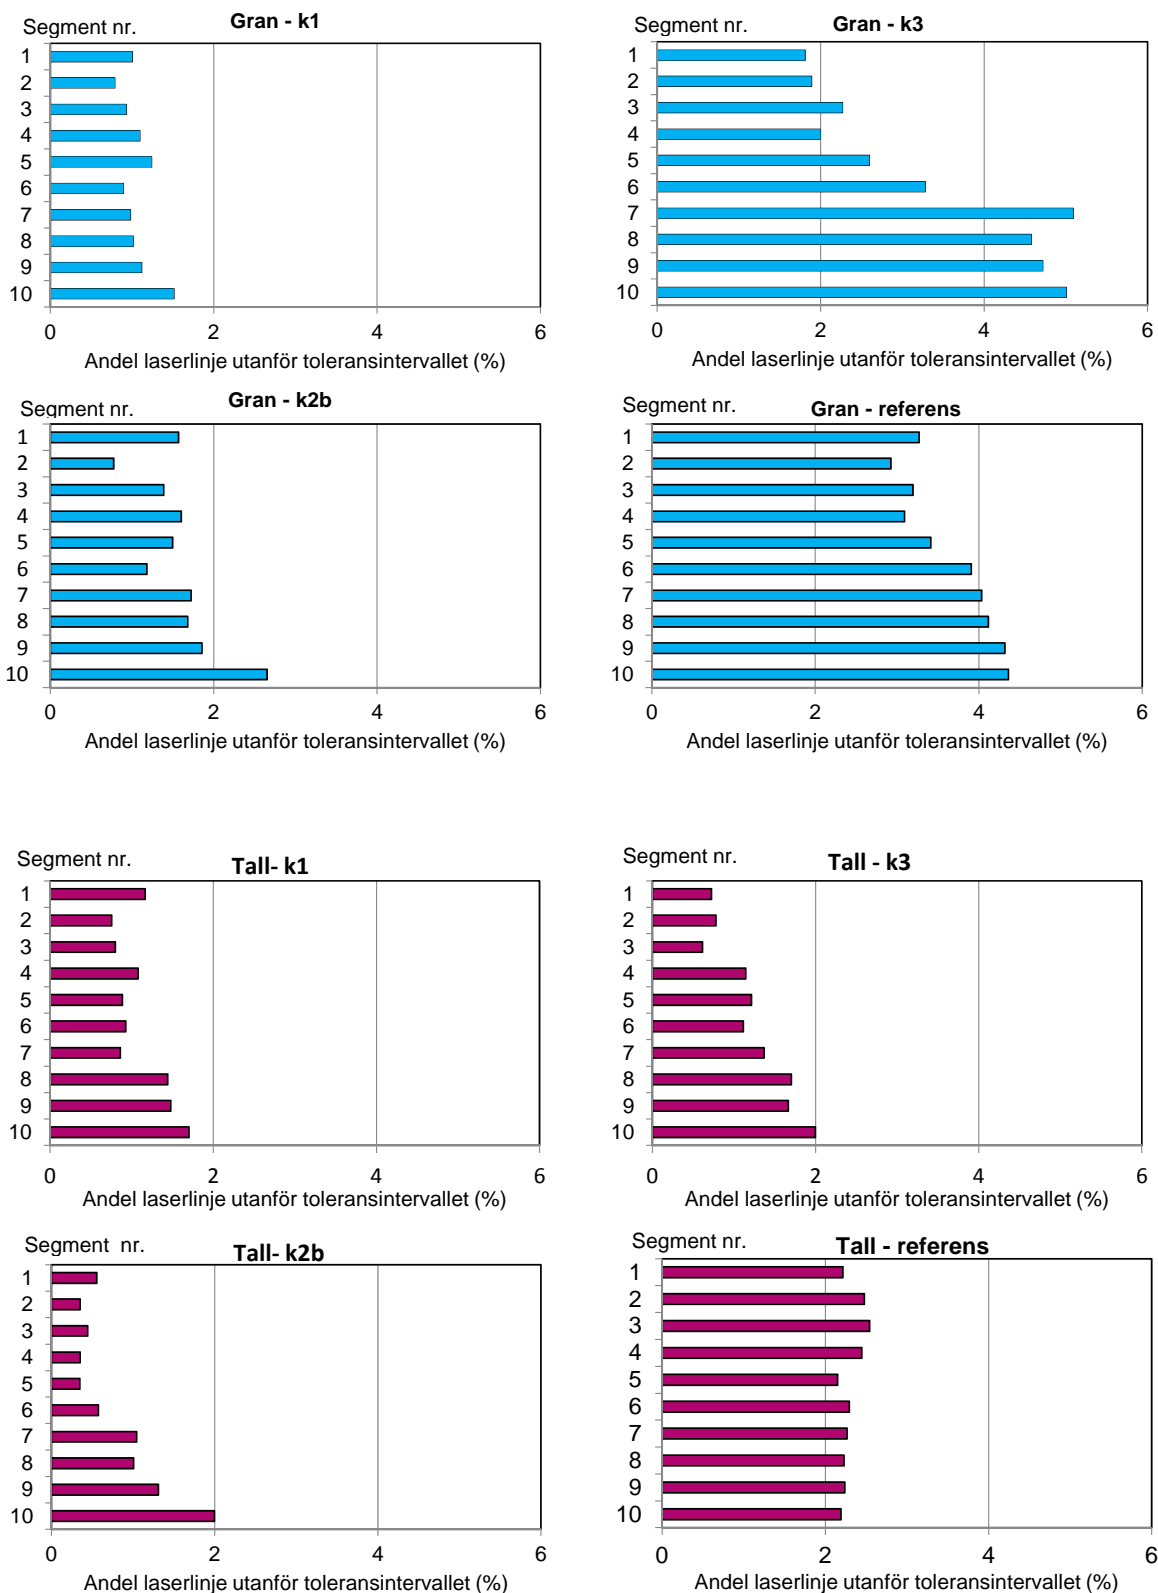 Segment nr.
Gran - k1
1
2
3
4
5
6
7
8
9
10
0 2 4 6
Andel laserlinje utanför toleransintervallet (%)
Segment nr.
Gran - k3
1
2
3
4
5
6
7
8
9
10
0 2 4 6
Andel laserlinje utanför toleransintervallet (%)
Segment nr.
Gran - k2b
1
2
3
4
5
6
7
8
9
10
0 2 4 6
Andel laserlinje utanför toleransintervallet (%)
Segment nr.
Gran - referens
1
2
3
4
5
6
7
8
9
10
0 2 4 6
Andel laserlinje utanför toleransintervallet (%)
Segment nr.
Tall- k1
1
2
3
4
5
6
7
8
9
10
0 2 4 6
Andel laserlinje utanför toleransintervallet (%)
Segment nr.
Tall - k3
1
2
3
4
5
6
7
8
9
10
0 2 4 6
Andel laserlinje utanför toleransintervallet (%)
Segment nr.
Tall- k2b
1
2
3
4
5
6
7
8
9
10
0 2 4 6
Andel laserlinje utanför toleransintervallet (%)
Segment nr.
Tall - referens
1
2
3
4
5
6
7
8
9
10
0 2 4 6
Andel laserlinje utanför toleransintervallet (%)